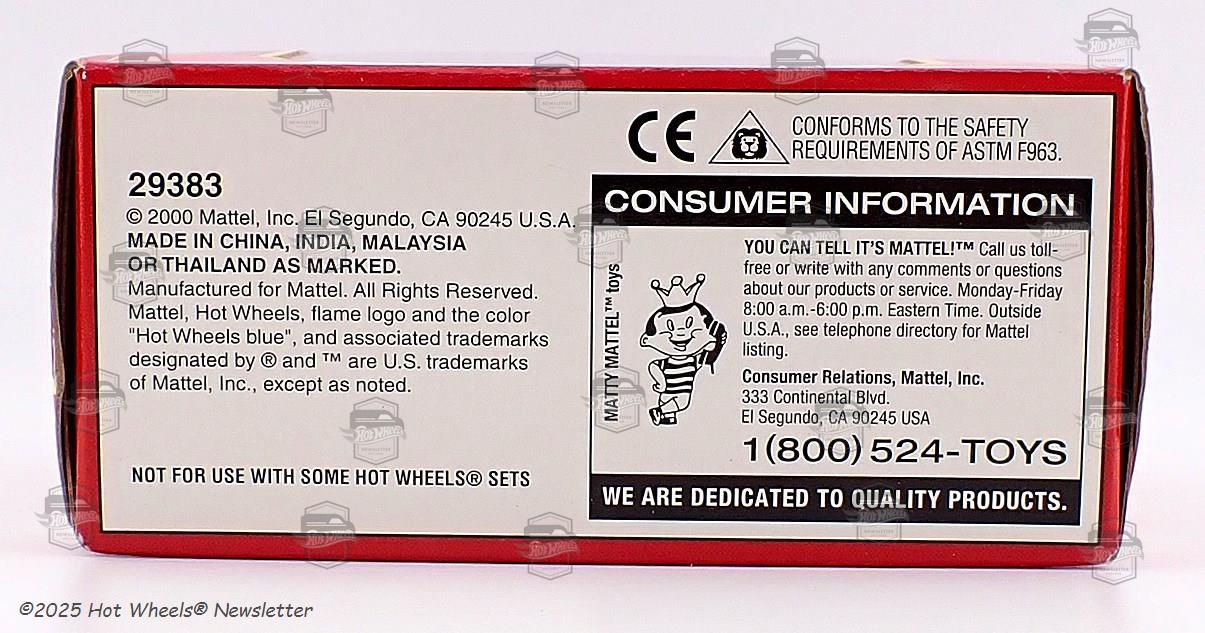 29383
© 2000 Mattel, Inc. El Segundo, CA 90245 U.S.A.
MADE IN CHINA, INDIA, MALAYSIA
OR THAILAND AS MARKED.
Manufactured for Mattel. All Rights Reserved.
Mattel, Hot Wheels, flame logo and the color
"Hot Wheels blue", and associated trademarks
designated by ® and ™ are U.S. trademarks
of Mattel, Inc., except as noted.
NOT FOR USE WITH SOME HOT WHEELS® SETS
CE
CONFORMS TO THE SAFETY
REQUIREMENTS OF ASTM F963.
CONSUMER INFORMATION
MATTY MATTEL™ toys
YOU CAN TELL IT'S MATTEL!™ Call us toll-
free or write with any comments or questions
about our products or service. Monday-Friday
8:00 a.m.-6:00 p.m. Eastern Time. Outside
U.S.A., see telephone directory for Mattel
listing.
Consumer Relations, Mattel, Inc.
333 Continental Blvd.
El Segundo, CA 90245 USA
1(800) 524-TOYS
WE ARE DEDICATED TO QUALITY PRODUCTS.
HOT WHEELS
NEWSLETTER
©2025 Hot Wheels® Newsletter